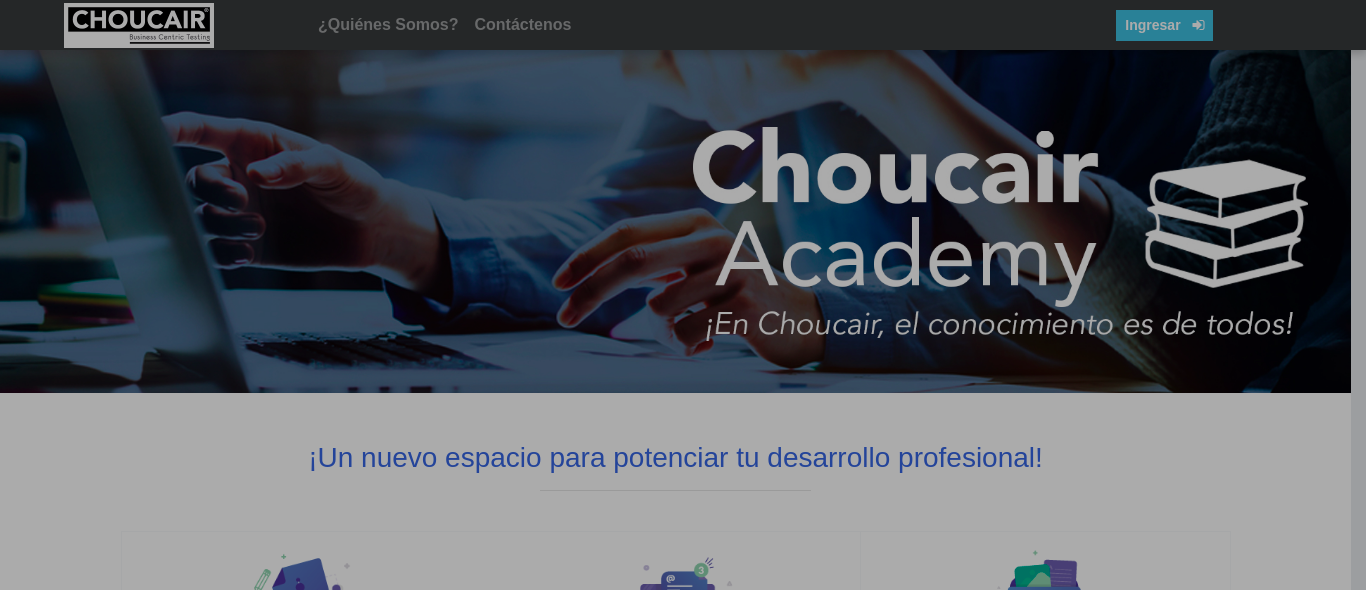 CHOUCAIR®
Business Centric Testing
¿Quiénes Somos? Contáctenos
Ingresar
Choucair
Academy
¡En Choucair, el conocimiento es de todos!
¡Un nuevo espacio para potenciar tu desarrollo profesional!
@ 3